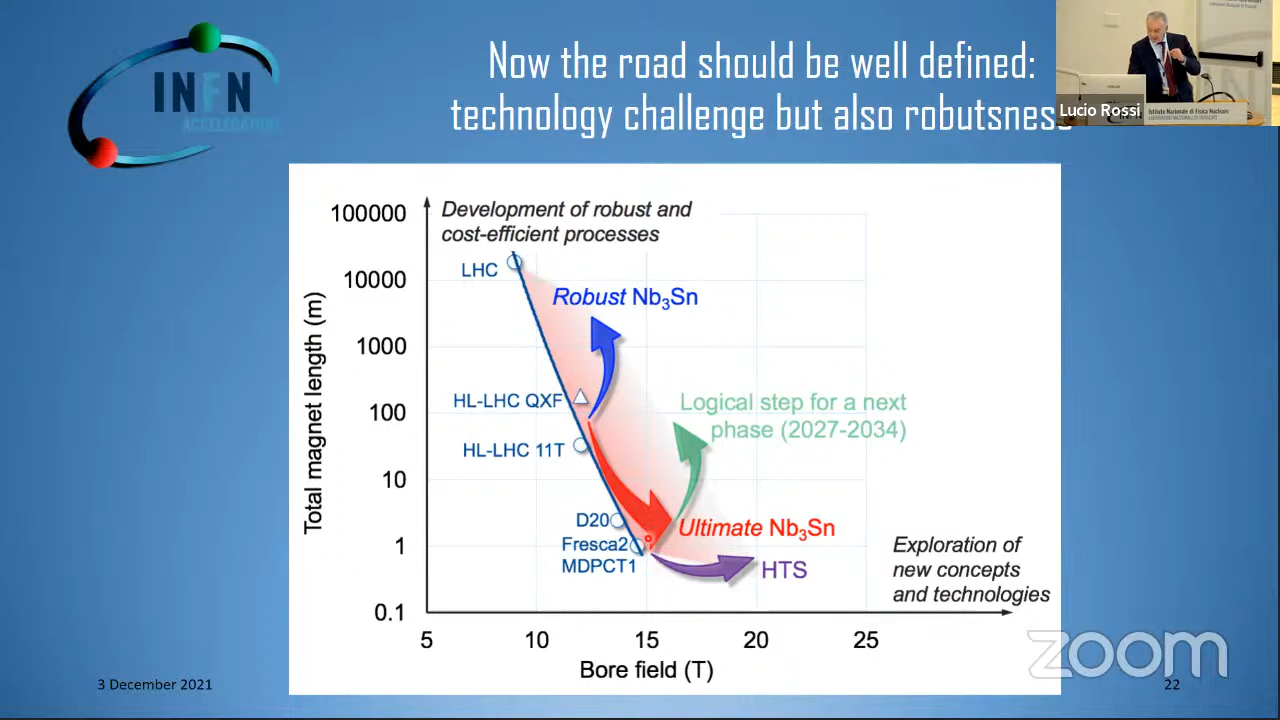 INFN
ACCELERATORS
Now the road should be well defined:
technology challenge but also robutsness
Lucio Rossi
Istituto Nazionale di Fisica Nucleare
LABORATORI NAZIONALI DI FRASCATI
Development of robust and
cost-efficient processes
Total magnet length (m)
100000
10000
1000
100
10
1
0.1
LHC
Robust Nb₃Sn
HL-LHC QXF
Logical step for a next
phase (2027-2034)
HL-LHC 11T
D20
Ultimate Nb₃Sn
Fresca2
MDPCT1
HTS
Exploration of
new concepts
and technologies
5
10
15
20
25
Bore field (T)
zoom
3 December 2021
22